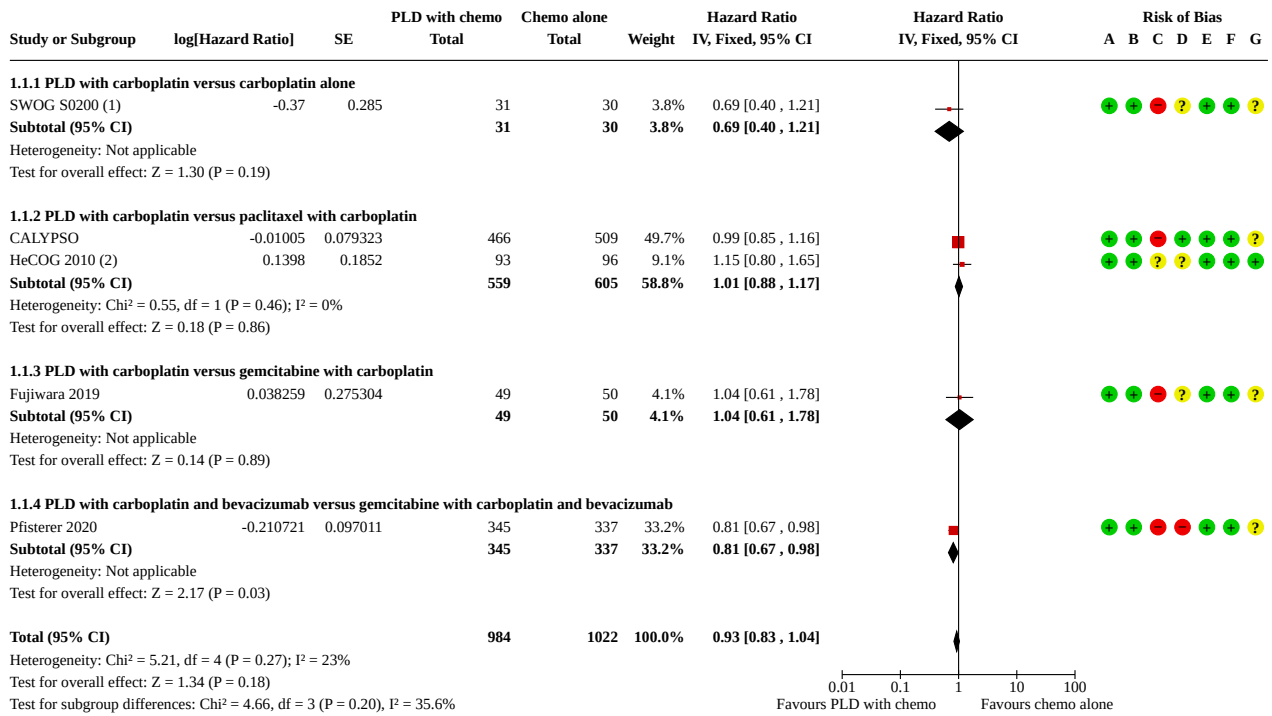 PLD with chemo Chemo alone Hazard Ratio Hazard Ratio Risk of Bias
Study or Subgroup log[Hazard Ratio] SE Total Total Weight IV, Fixed, 95% CI IV, Fixed, 95% CI A B C D E F G
1.1.1 PLD with carboplatin versus carboplatin alone
SWOG S0200 (1) -0.37 0.285 31 30 3.8% 0.69 [0.40 , 1.21] + + − ? + + ?
Subtotal (95% CI) 31 30 3.8% 0.69 [0.40 , 1.21]
Heterogeneity: Not applicable
Test for overall effect: Z = 1.30 (P = 0.19)
1.1.2 PLD with carboplatin versus paclitaxel with carboplatin
CALYPSO -0.01005 0.079323 466 509 49.7% 0.99 [0.85 , 1.16] + + − + + + ?
HeCOG 2010 (2) 0.1398 0.1852 93 96 9.1% 1.15 [0.80 , 1.65] + + ? ? + + +
Subtotal (95% CI) 559 605 58.8% 1.01 [0.88 , 1.17]
Heterogeneity: Chi² = 0.55, df = 1 (P = 0.46); I² = 0%
Test for overall effect: Z = 0.18 (P = 0.86)
1.1.3 PLD with carboplatin versus gemcitabine with carboplatin
Fujiwara 2019 0.038259 0.275304 49 50 4.1% 1.04 [0.61 , 1.78] + + − ? + + ?
Subtotal (95% CI) 49 50 4.1% 1.04 [0.61 , 1.78]
Heterogeneity: Not applicable
Test for overall effect: Z = 0.14 (P = 0.89)
1.1.4 PLD with carboplatin and bevacizumab versus gemcitabine with carboplatin and bevacizumab
Pfisterer 2020 -0.210721 0.097011 345 337 33.2% 0.81 [0.67 , 0.98] + + − − + + ?
Subtotal (95% CI) 345 337 33.2% 0.81 [0.67 , 0.98]
Heterogeneity: Not applicable
Test for overall effect: Z = 2.17 (P = 0.03)
Total (95% CI) 984 1022 100.0% 0.93 [0.83 , 1.04]
Heterogeneity: Chi² = 5.21, df = 4 (P = 0.27); I² = 23%
Test for overall effect: Z = 1.34 (P = 0.18)
0.01 0.1 1 10 100
Test for subgroup differences: Chi² = 4.66, df = 3 (P = 0.20), I² = 35.6% Favours PLD with chemo Favours chemo alone